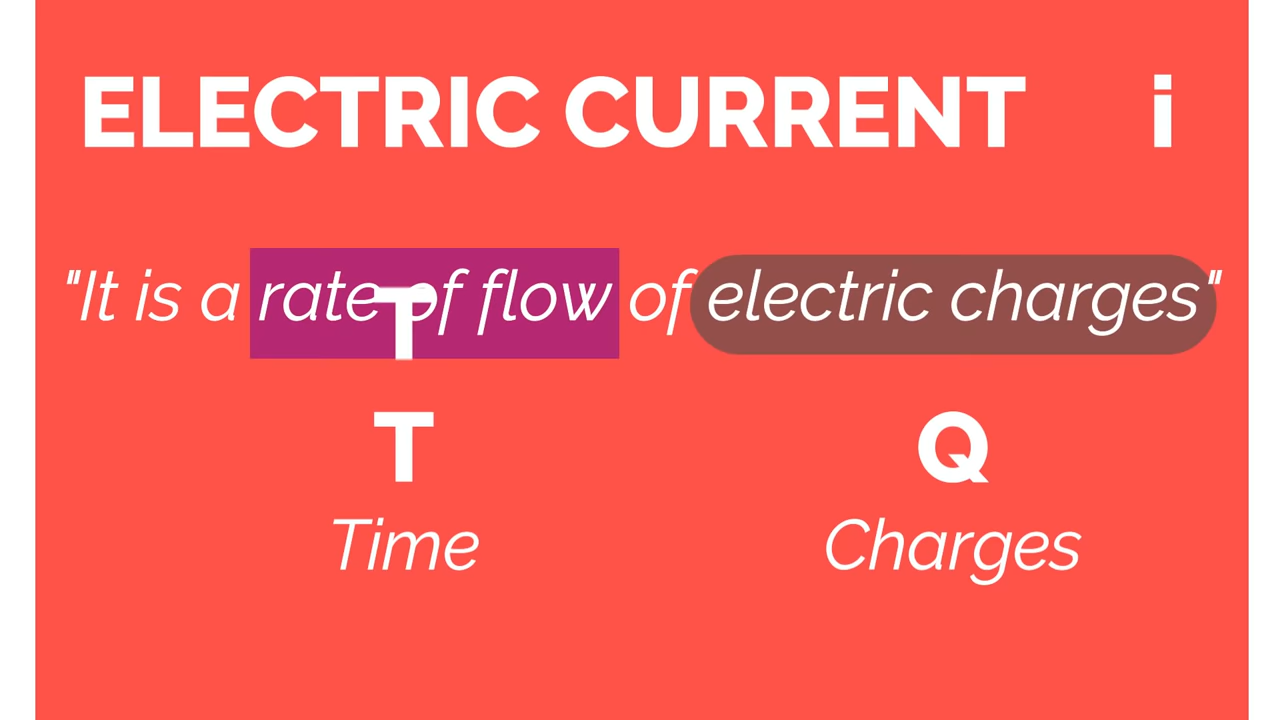 ELECTRIC CURRENT i
"It is a rate of flow of electric charges"
T
T Q
Time Charges